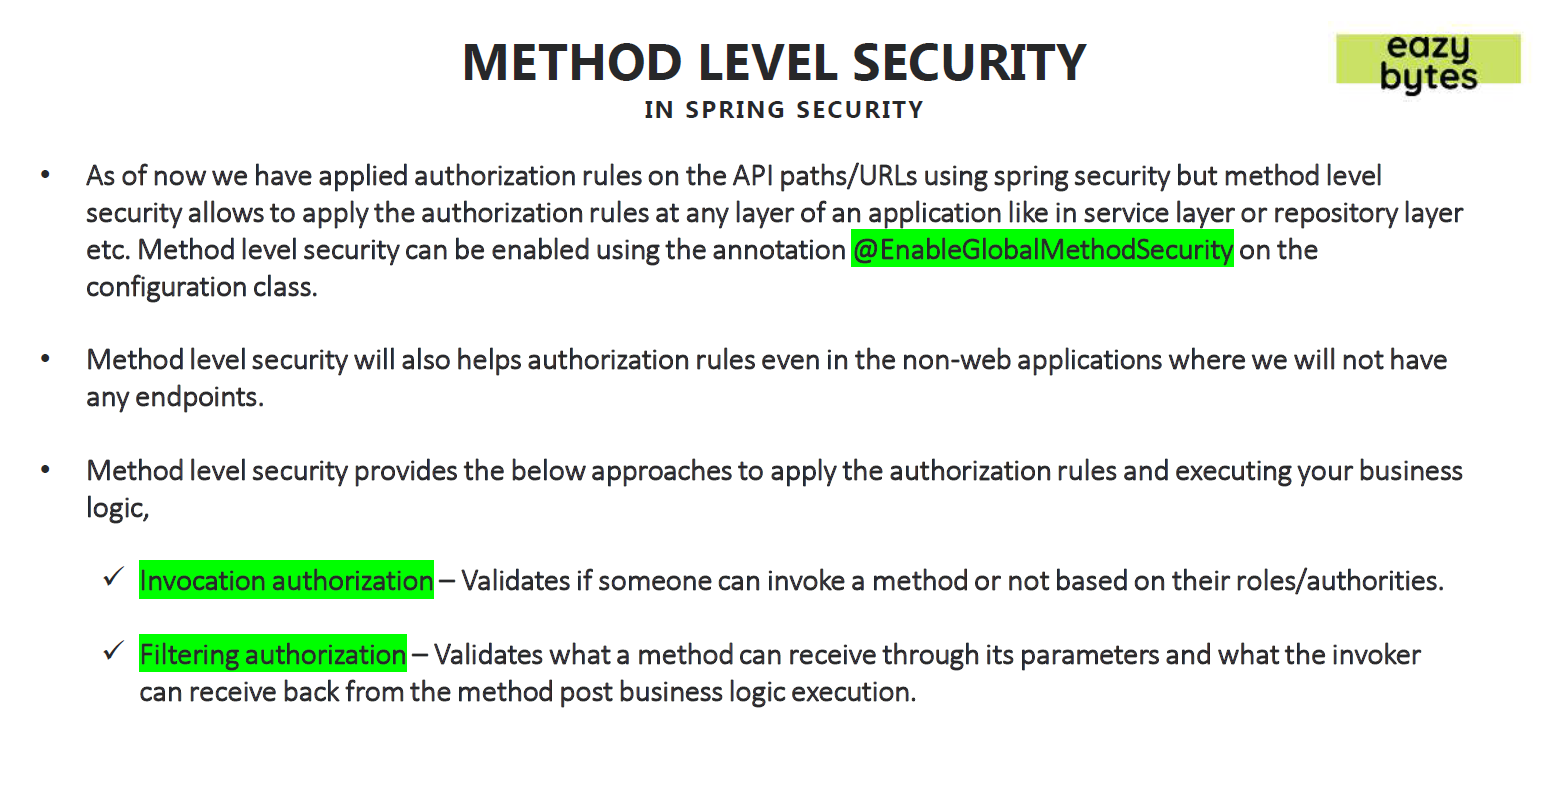 METHOD LEVEL SECURITY
eazy
bytes
IN SPRING SECURITY
• As of now we have applied authorization rules on the API paths/URLs using spring security but method level
security allows to apply the authorization rules at any layer of an application like in service layer or repository layer
etc. Method level security can be enabled using the annotation @EnableGlobalMethodSecurity on the
configuration class.
• Method level security will also helps authorization rules even in the non-web applications where we will not have
any endpoints.
• Method level security provides the below approaches to apply the authorization rules and executing your business
logic,
✓ Invocation authorization – Validates if someone can invoke a method or not based on their roles/authorities.
✓ Filtering authorization – Validates what a method can receive through its parameters and what the invoker
can receive back from the method post business logic execution.